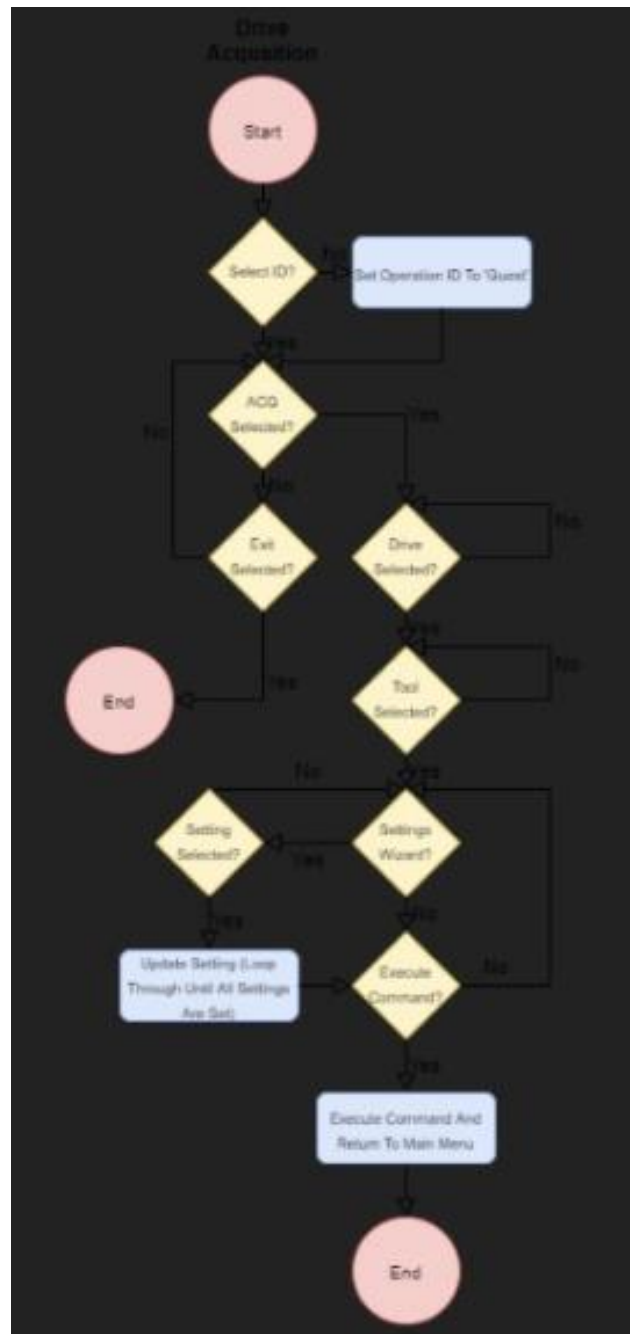 Drive
Acquisition
Start
Select ID?
No
Set Operation ID To 'Guest'
Yes
ACQ
Selected?
Yes
No
No
Exit
Selected?
Drive
Selected?
No
Yes
End
Yes
Tool
Selected?
No
Yes
No
Setting
Selected?
Yes
Settings
Wizard?
Yes
No
Update Setting (Loop
Through Until All Settings
Are Set)
Execute
Command?
No
Yes
Execute Command And
Return To Main Menu
End